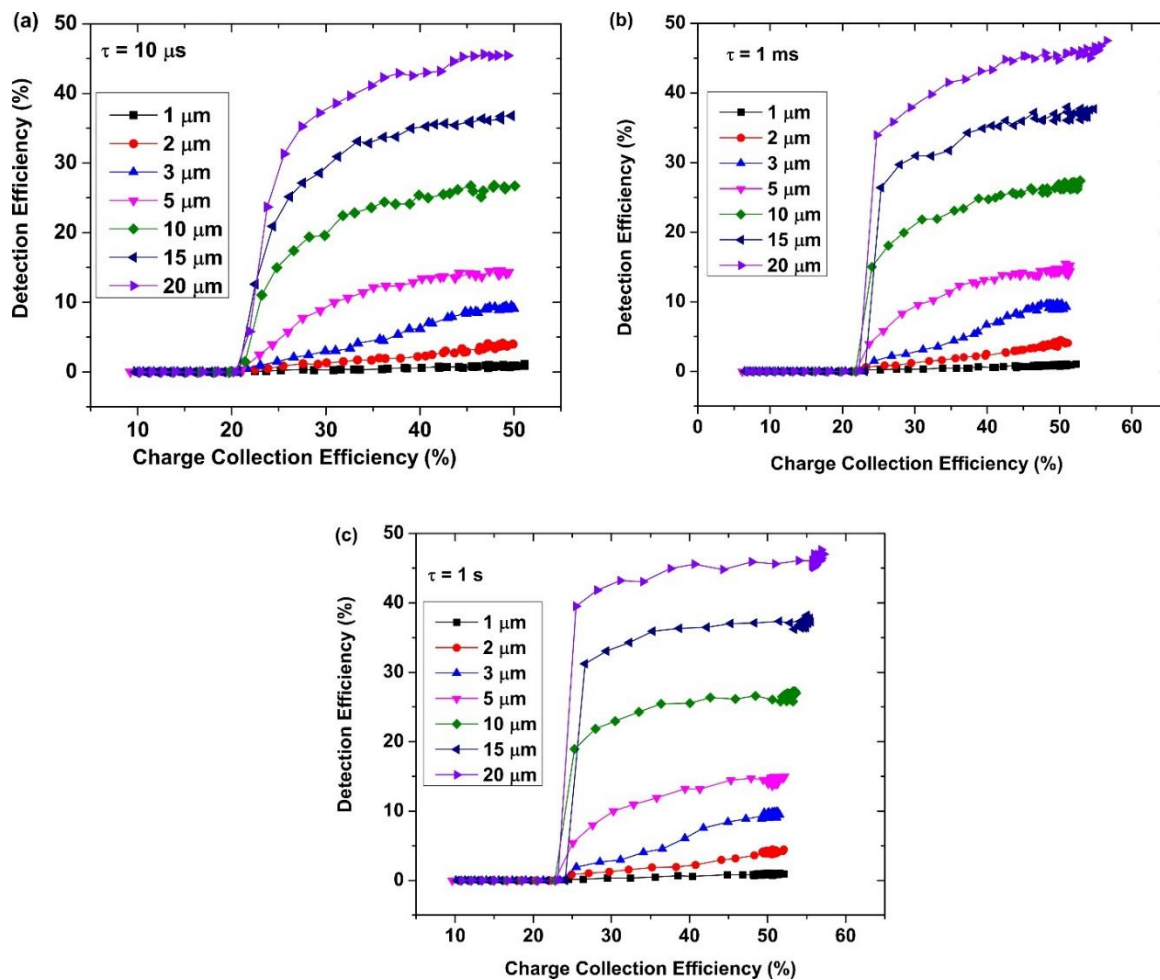 (a)
τ = 10 μs
Detection Efficiency (%)
50
40
30
20
10
0
1 μm
2 μm
3 μm
5 μm
10 μm
15 μm
20 μm
10 20 30 40 50
Charge Collection Efficiency (%)
(b)
τ = 1 ms
Detection Efficiency (%)
50
40
30
20
10
0
1 μm
2 μm
3 μm
5 μm
10 μm
15 μm
20 μm
0 10 20 30 40 50 60
Charge Collection Efficiency (%)
(c)
τ = 1 s
Detection Efficiency (%)
50
40
30
20
10
0
1 μm
2 μm
3 μm
5 μm
10 μm
15 μm
20 μm
10 20 30 40 50 60
Charge Collection Efficiency (%)